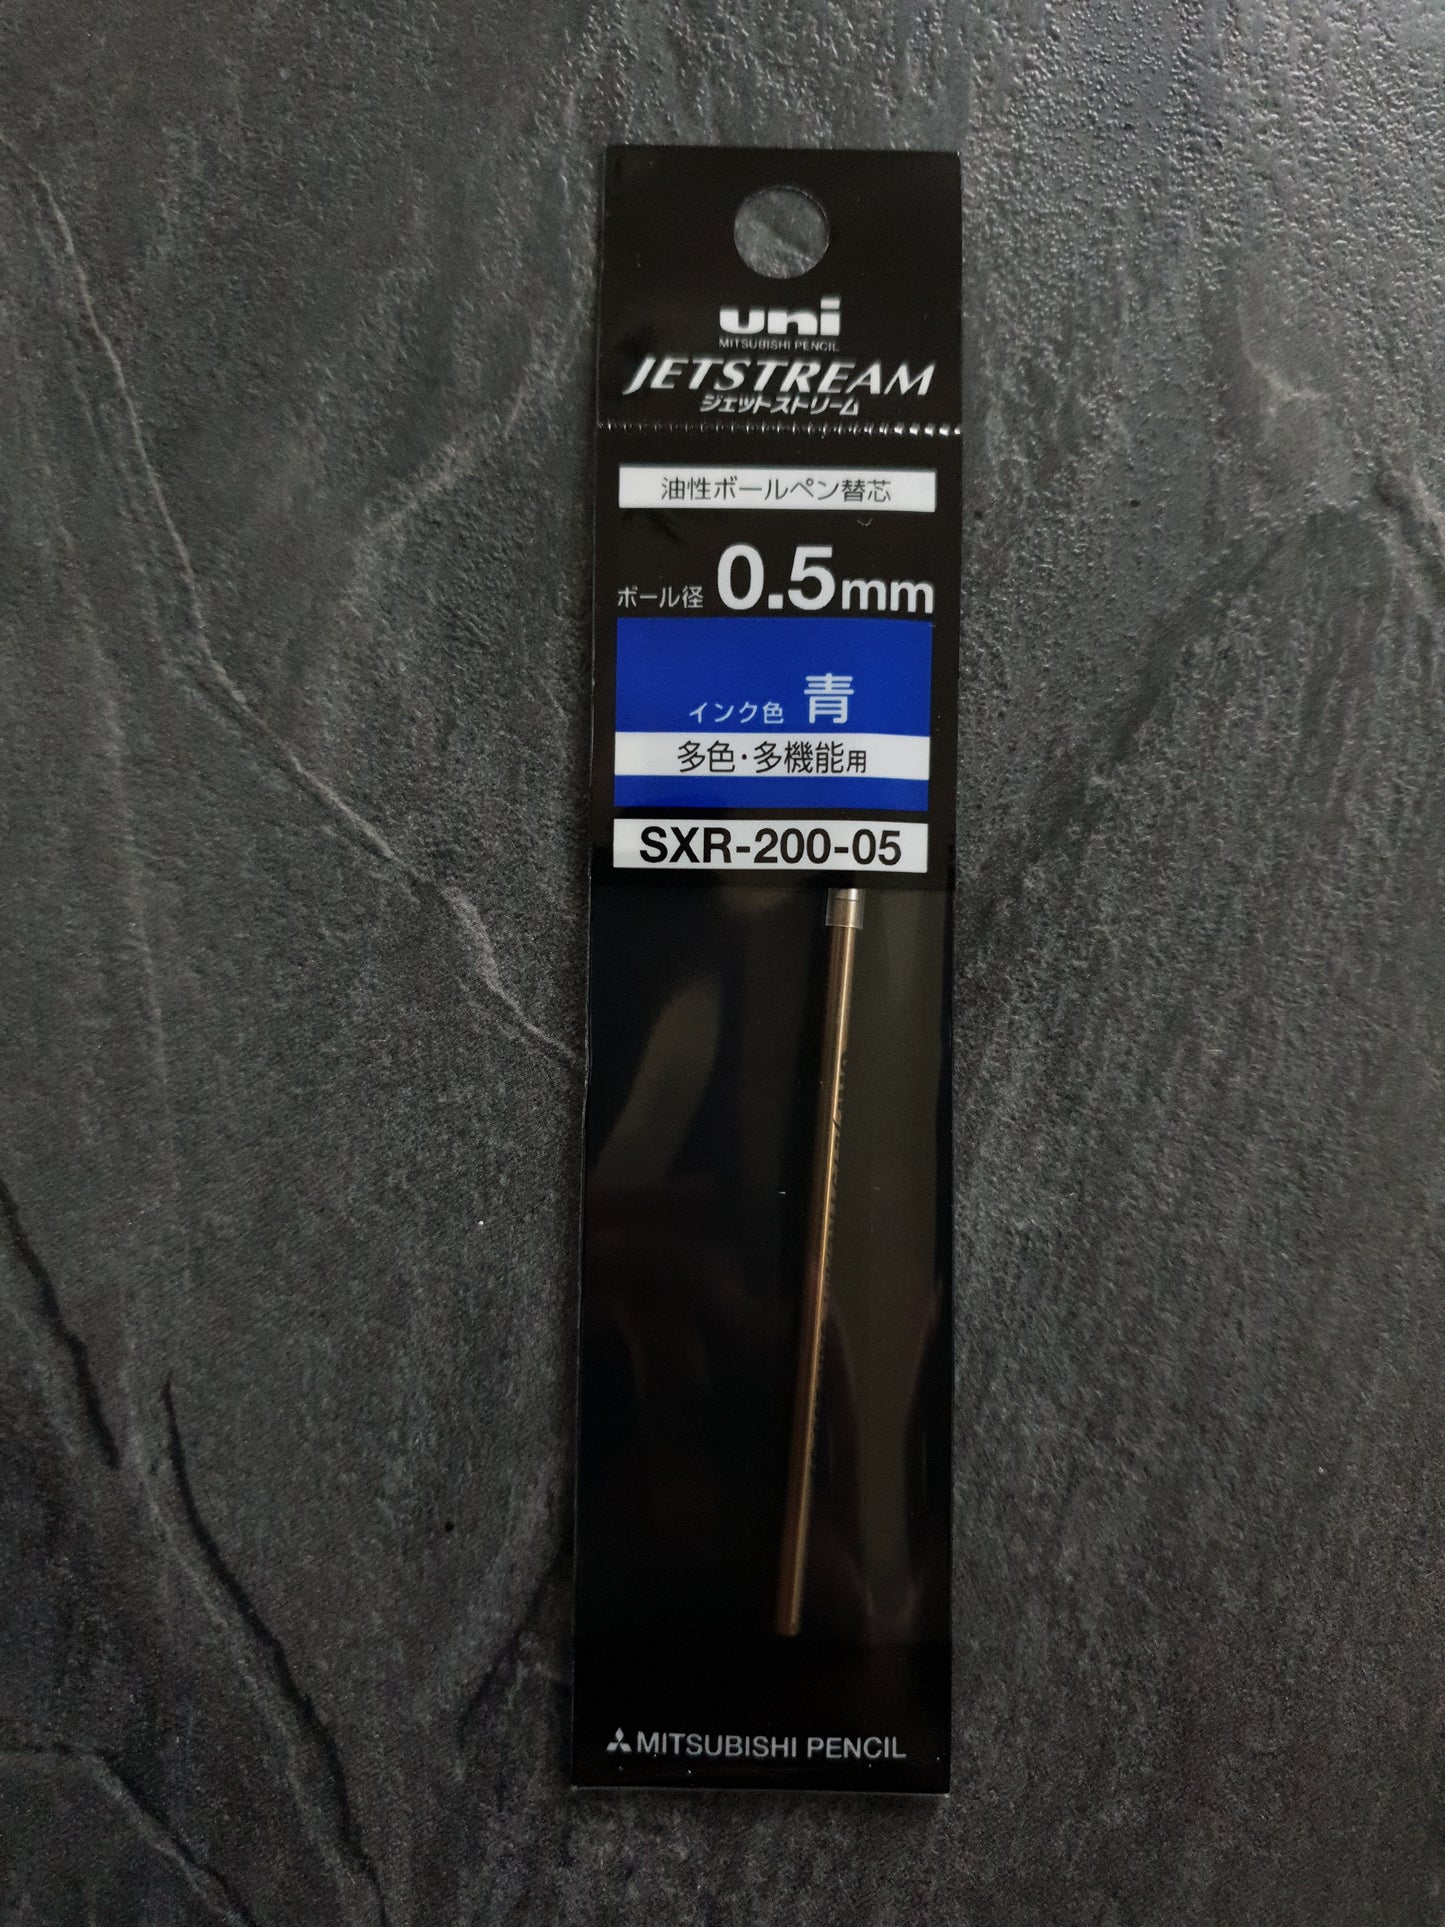 uni
MITSUBISHI PENCIL
JETSTREAM
ジェットストリーム
油性ボールペン替芯
ボール径 0.5mm
インク色 青
多色・多機能用
SXR-200-05
MITSUBISHI PENCIL